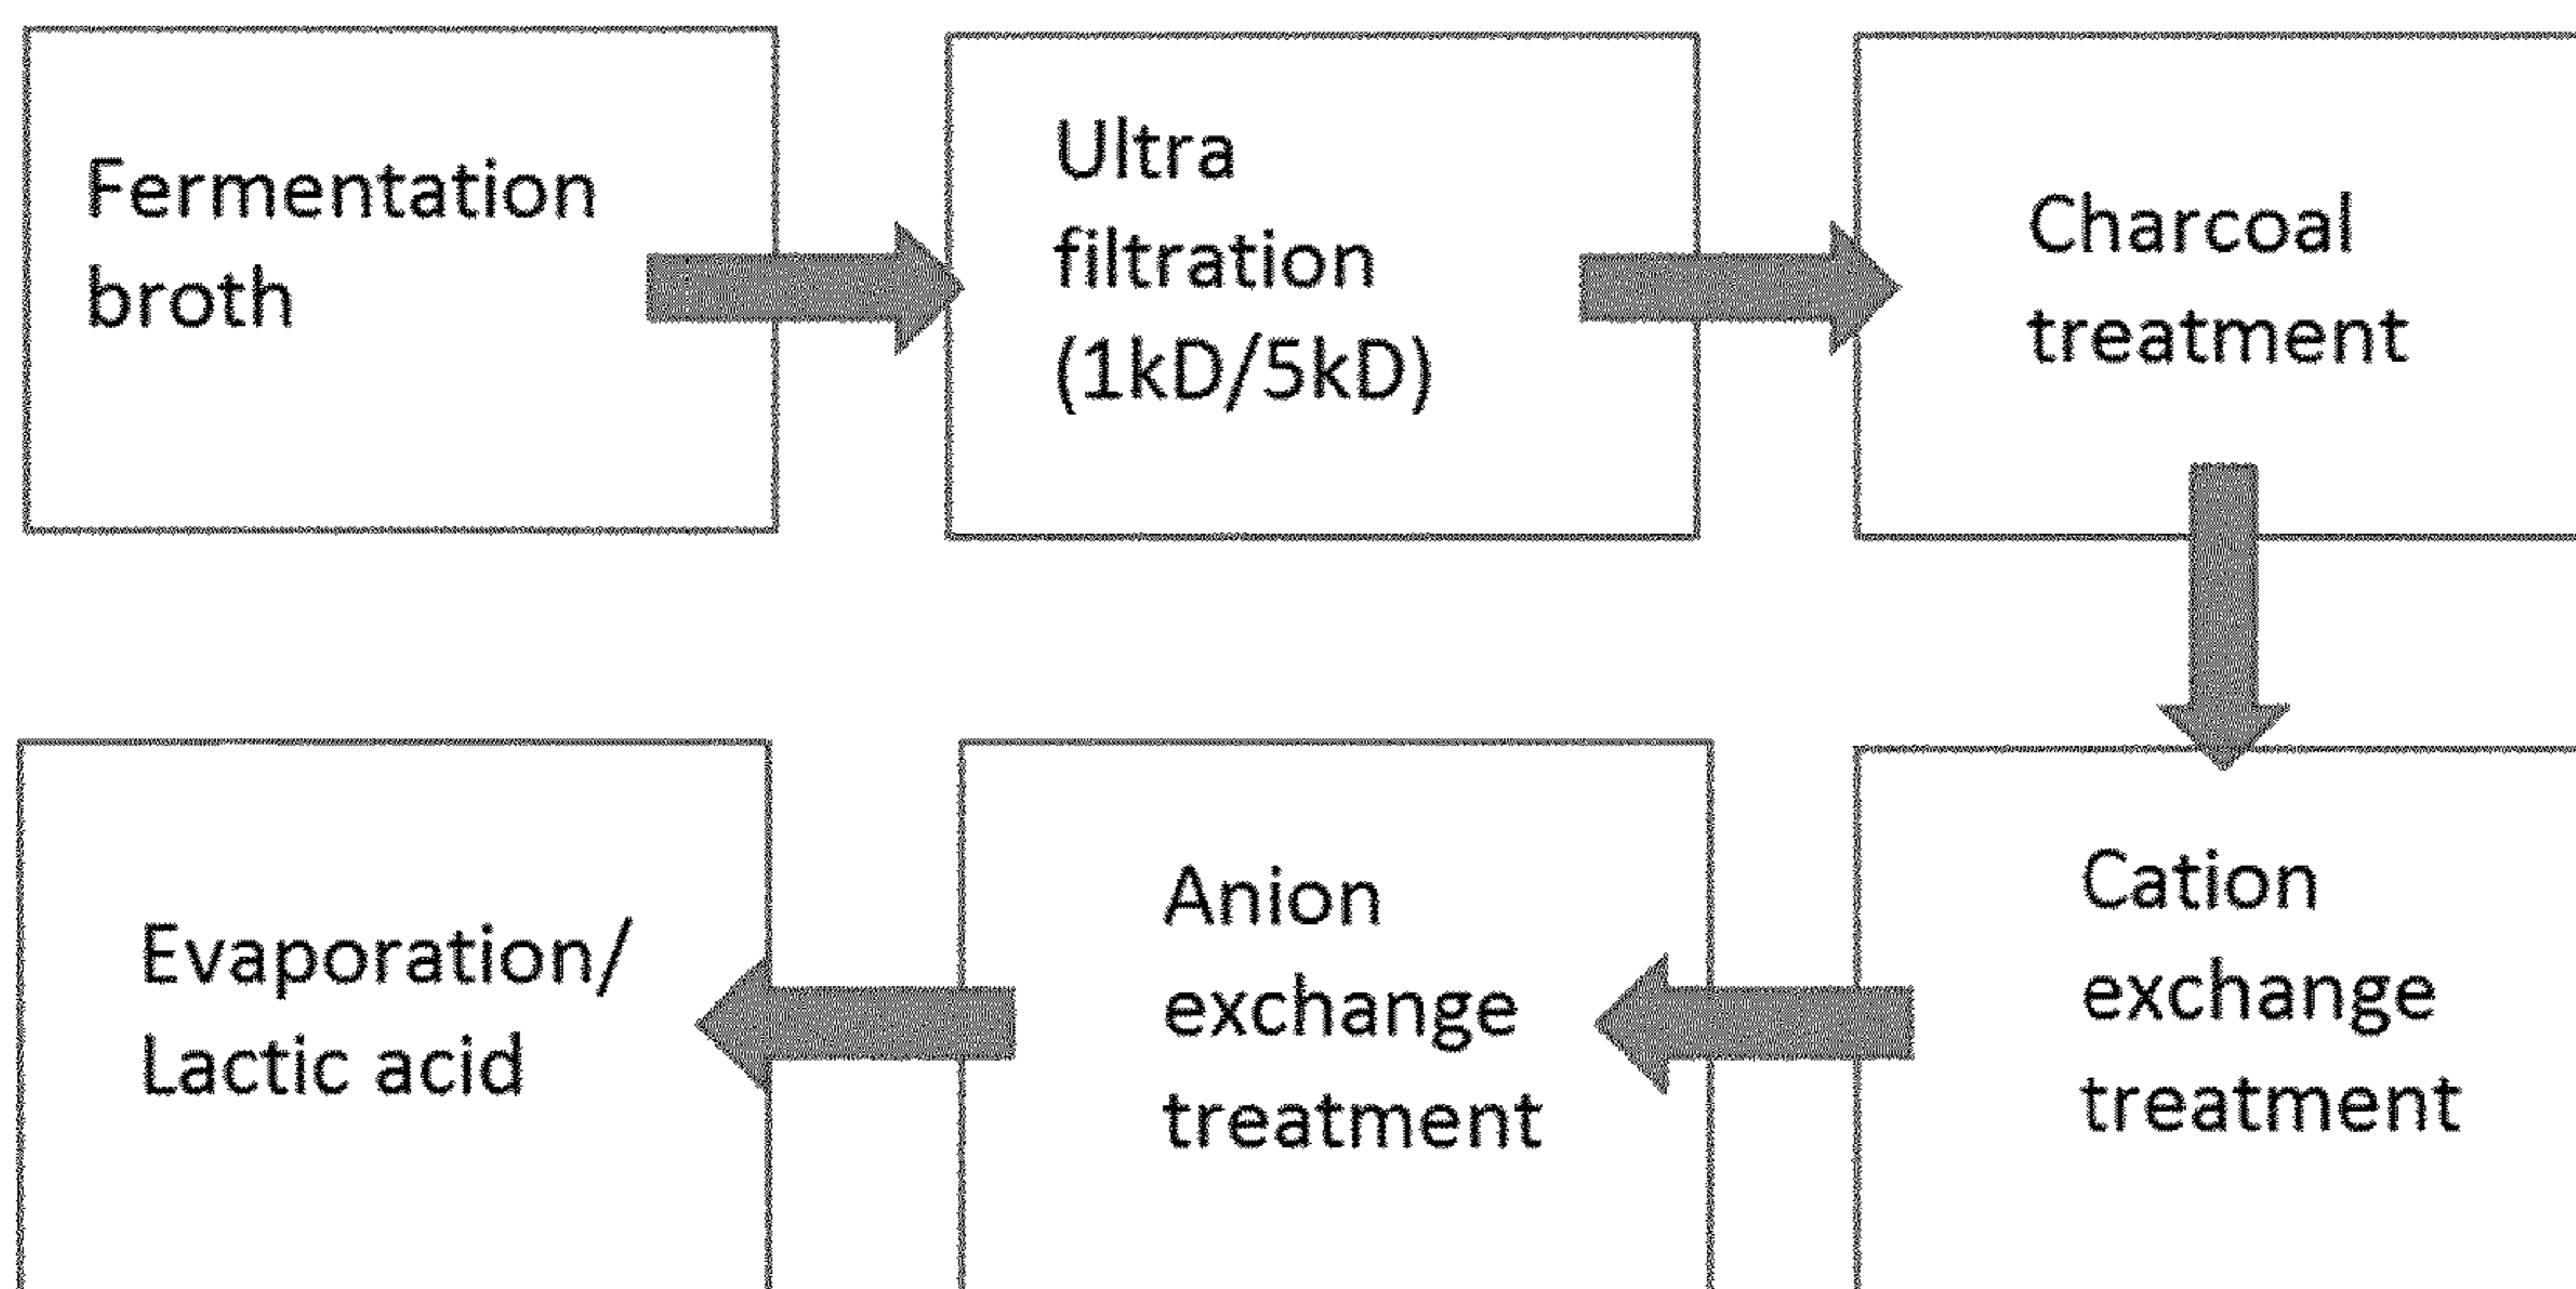 Fermentation
broth
Ultra
filtration
(1kD/5kD)
Charcoal
treatment
Cation
exchange
treatment
Anion
exchange
treatment
Evaporation/
Lactic acid